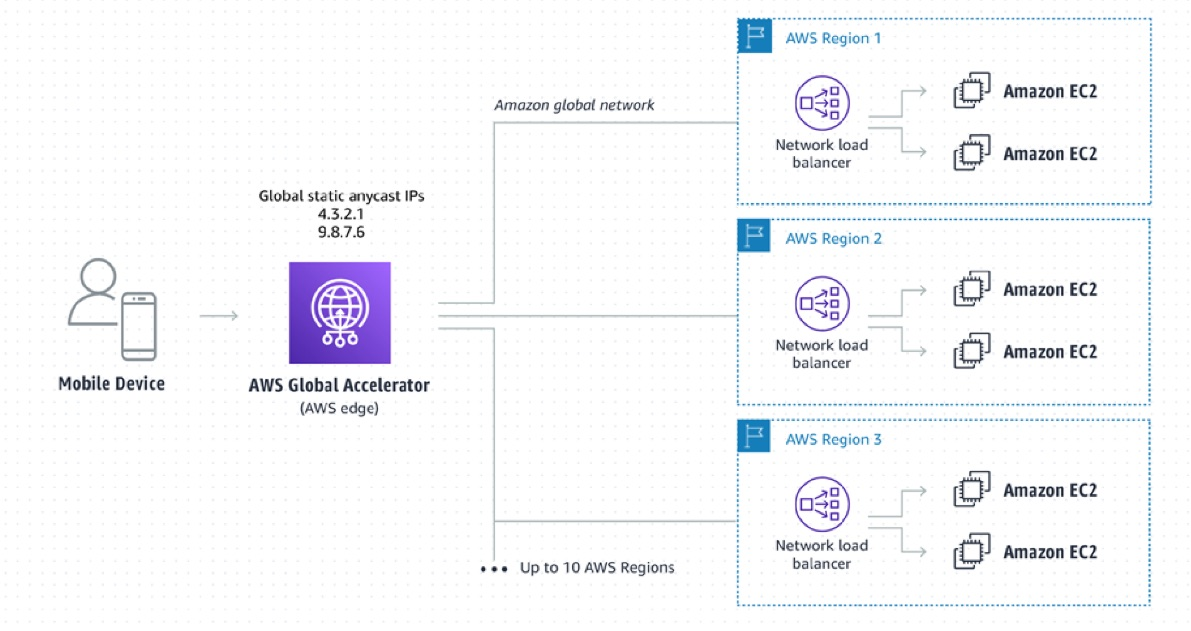 AWS Region 1
Amazon global network
Amazon EC2
Network load
balancer
Amazon EC2
Global static anycast IPs
4.3.2.1
9.8.7.6
AWS Region 2
Amazon EC2
Network load
balancer
Amazon EC2
Mobile Device
AWS Global Accelerator
(AWS edge)
AWS Region 3
Amazon EC2
Network load
balancer
Amazon EC2
••• Up to 10 AWS Regions